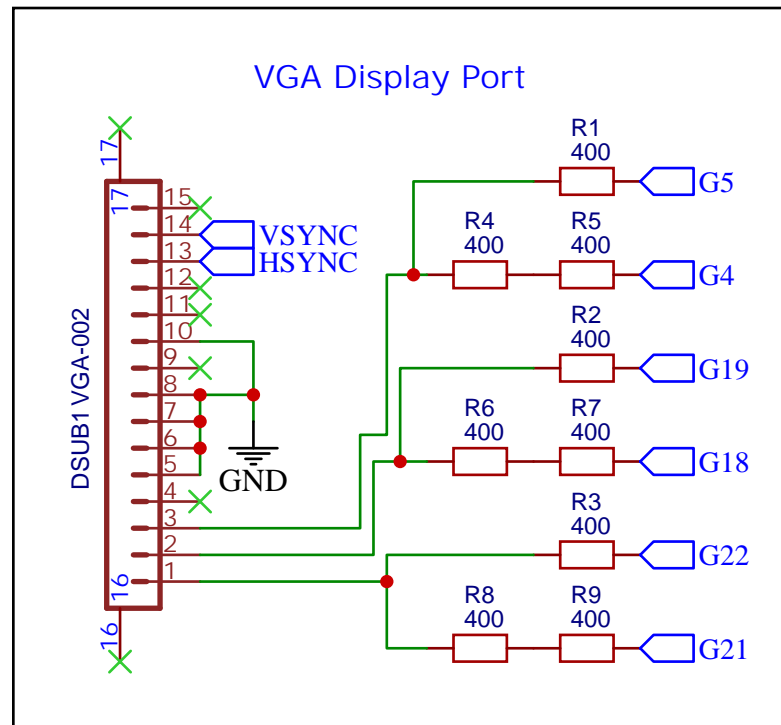 VGA Display Port
17
17
15
14
13
12
11
10
9
8
7
6
5
4
3
2
1
16
16
DSUB1 VGA-002
VSYNC
HSYNC
GND
R1
400
G5
R4
400
R5
400
G4
R2
400
G19
R6
400
R7
400
G18
R3
400
G22
R8
400
R9
400
G21